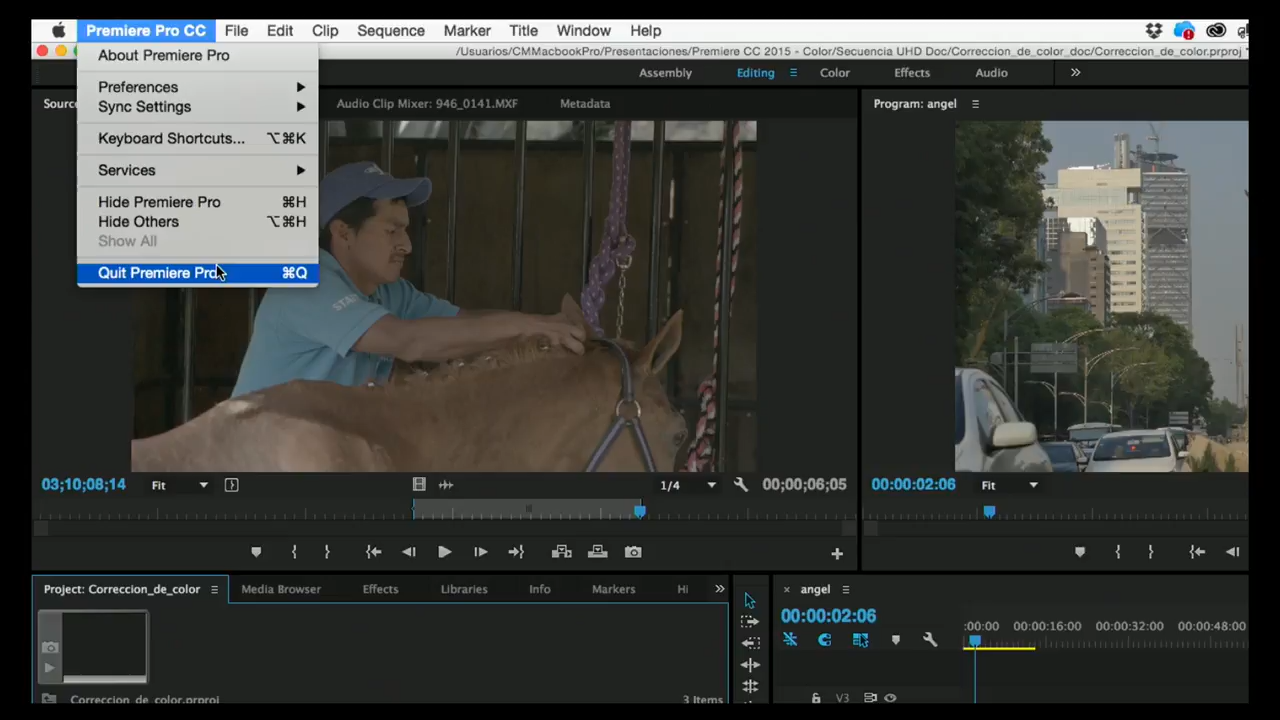 Premiere Pro CC File Edit Clip Sequence Marker Title Window Help
/Usuarios/CMMacbookPro/Presentaciones/Premiere CC 2015 - Color/Secuencia UHD Doc/Correccion_de_color_doc/Correccion_de_color.prproj *
About Premiere Pro
Preferences
Sync Settings
Keyboard Shortcuts... ⌥⌘K
Services
Hide Premiere Pro ⌘H
Hide Others ⌥⌘H
Show All
Quit Premiere Pro ⌘Q
Assembly Editing Color Effects Audio
Audio Clip Mixer: 946_0141.MXF Metadata
Program: angel
STA
03;10;08;14 Fit 1/4 00;00;06;05
00:00:02:06 Fit
Project: Correccion_de_color Media Browser Effects Libraries Info Markers Hi
angel
00:00:02:06
:00:00 00:00:16:00 00:00:32:00 00:00:48:00
Correccion_de_color.prproj 3 Items
V3